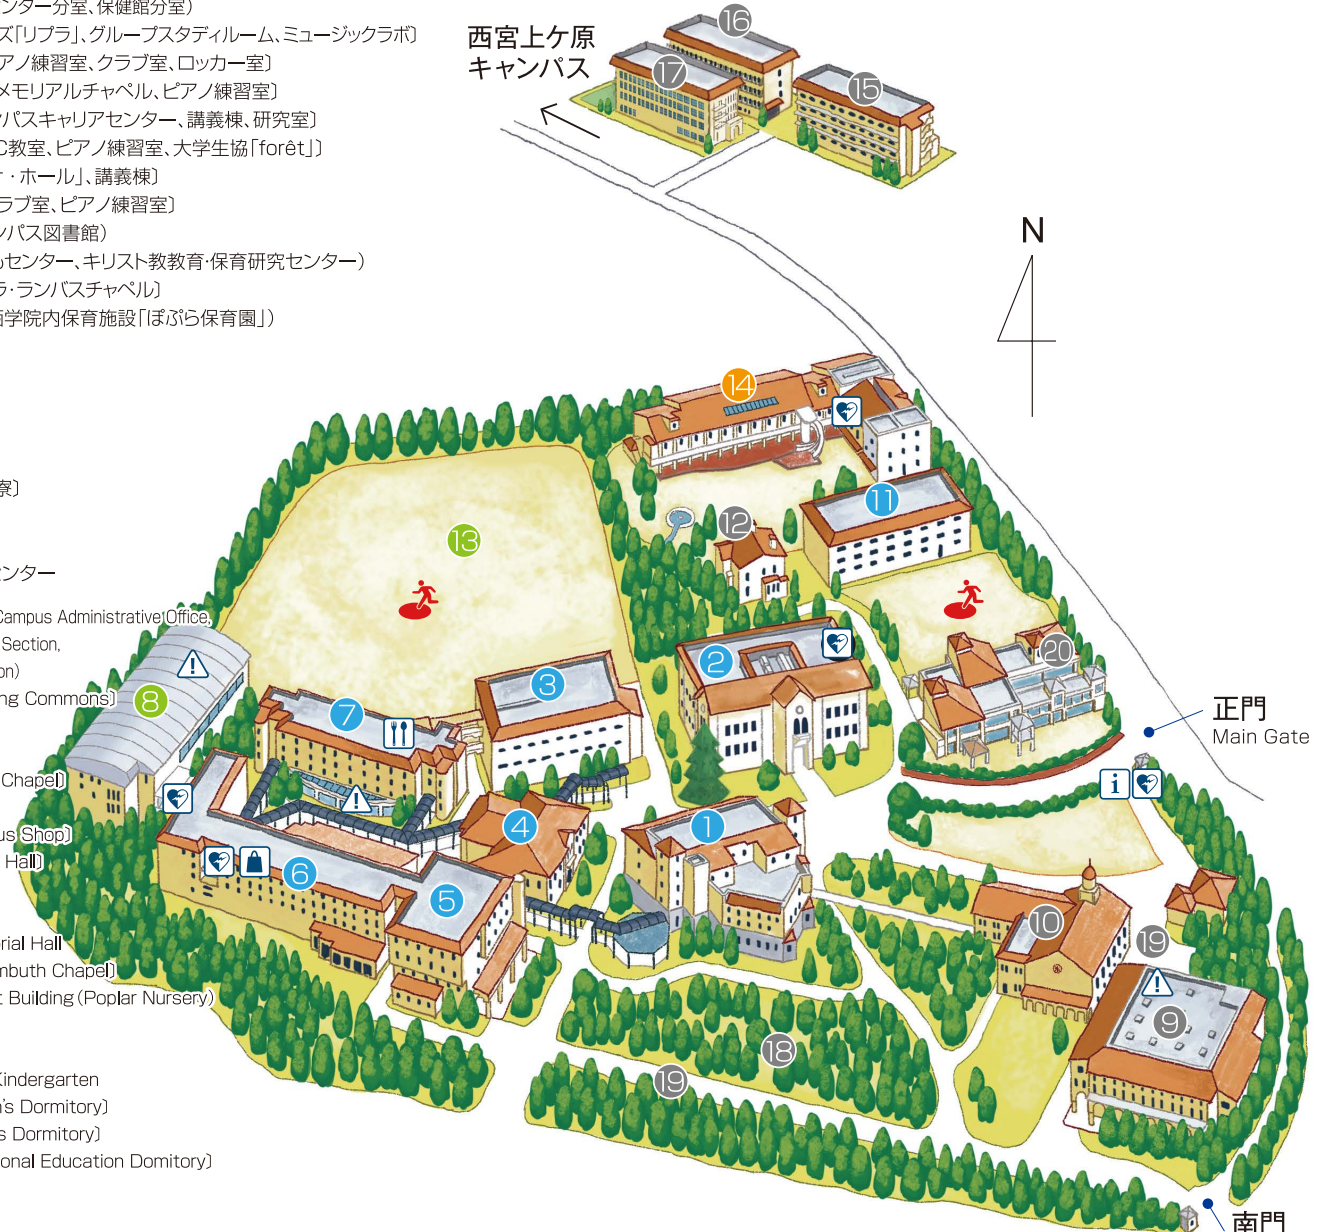 ンター分室、保健館分室）
ズ「リプラ」、グループスタディルーム、ミュージックラボ〕
アノ練習室、クラブ室、ロッカー室〕
メモリアルチャペル、ピアノ練習室〕
パスキャリアセンター、講義棟、研究室〕
C教室、ピアノ練習室、大学生協「forêt」〕
・ホール」、講義棟〕
ラブ室、ピアノ練習室〕
ンパス図書館）
センター、キリスト教教育・保育研究センター）
ラ・ランバスチャペル〕
学院内保育施設「ぽぷら保育園」）
寮〕
ンター
Campus Administrative Office,
Section,
on)
ng Commons〕
Chapel〕
us Shop〕
Hall〕
orial Hall
mbuth Chapel〕
t Building (Poplar Nursery)
Kindergarten
n's Dormitory〕
s Dormitory〕
ional Education Domitory〕
西宮上ケ原
キャンパス
16
17
15
N
14
11
12
13
2
20
3
正門
Main Gate
8
7
i
1
4
6
5
10
19
9
18
19
南門